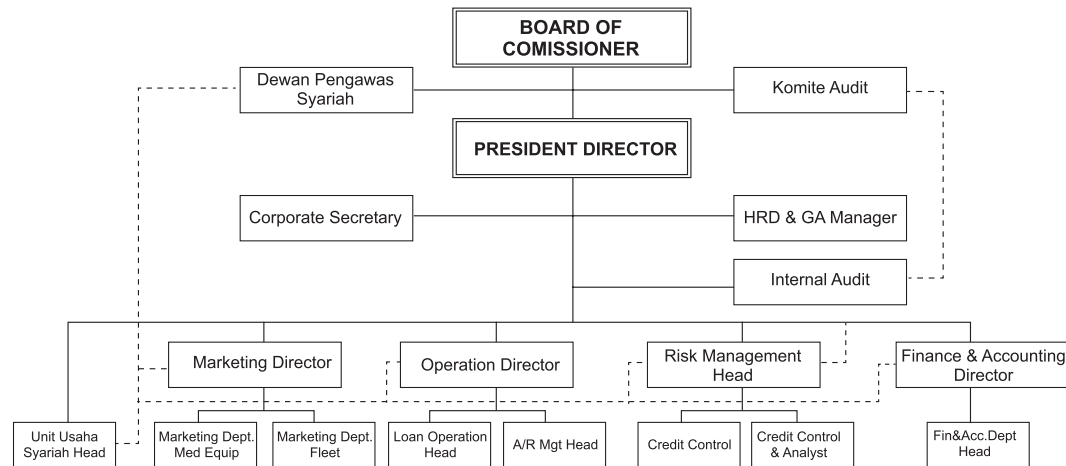 BOARD OF
COMISSIONER
Dewan Pengawas
Syariah
Komite Audit
PRESIDENT DIRECTOR
Corporate Secretary
HRD & GA Manager
Internal Audit
Marketing Director
Operation Director
Risk Management
Head
Finance & Accounting
Director
Unit Usaha
Syariah Head
Marketing Dept.
Med Equip
Marketing Dept.
Fleet
Loan Operation
Head
A/R Mgt Head
Credit Control
Credit Control
& Analyst
Fin&Acc.Dept
Head